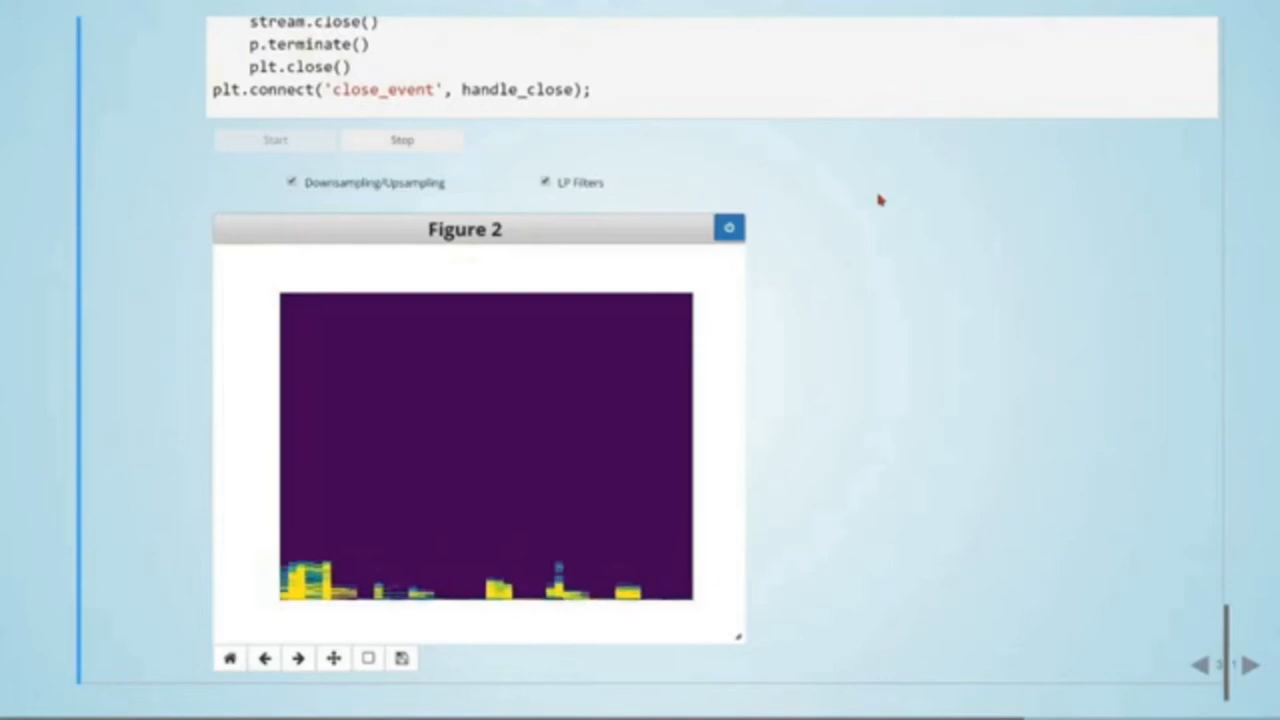 stream.close()
p.terminate()
plt.close()
plt.connect('close_event', handle_close);
Start Stop
Downsampling/Upsampling LP Filters
Figure 2